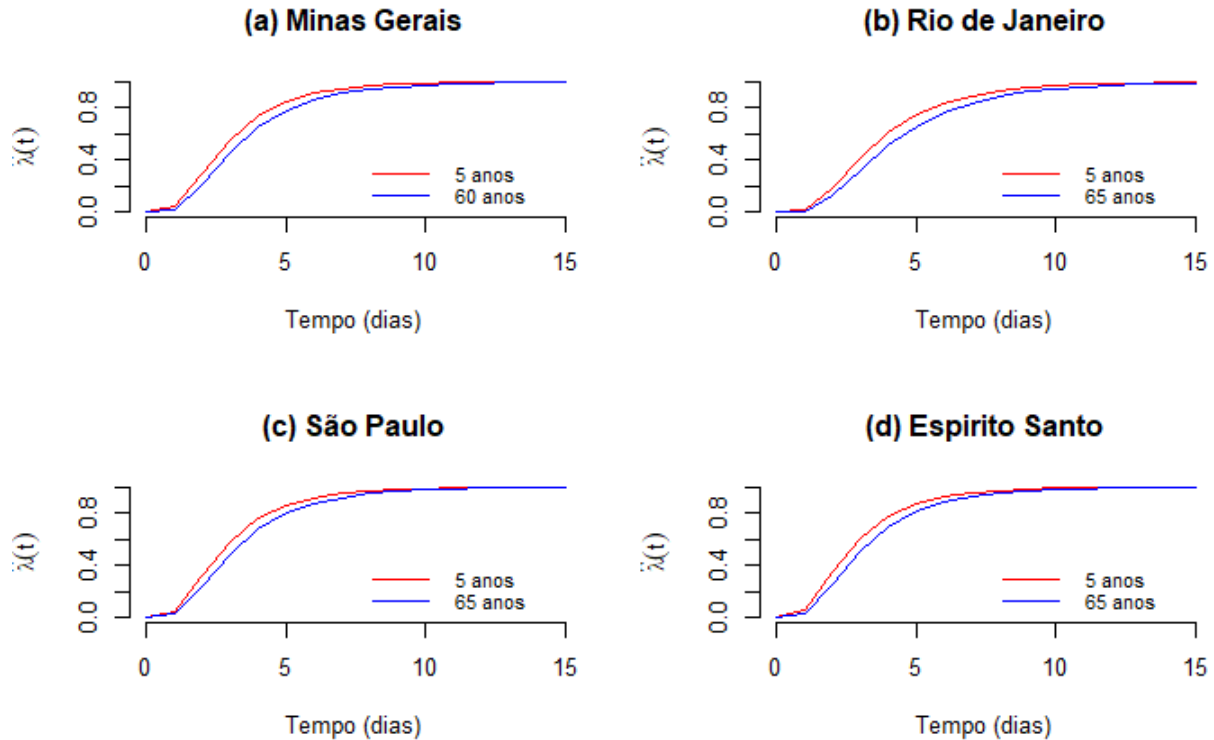 (a) Minas Gerais
λ̂(t)
0.0 0.4 0.8
5 anos
60 anos
0 5 10 15
Tempo (dias)
(b) Rio de Janeiro
λ̂(t)
0.0 0.4 0.8
5 anos
65 anos
0 5 10 15
Tempo (dias)
(c) São Paulo
λ̂(t)
0.0 0.4 0.8
5 anos
65 anos
0 5 10 15
Tempo (dias)
(d) Espirito Santo
λ̂(t)
0.0 0.4 0.8
5 anos
65 anos
0 5 10 15
Tempo (dias)